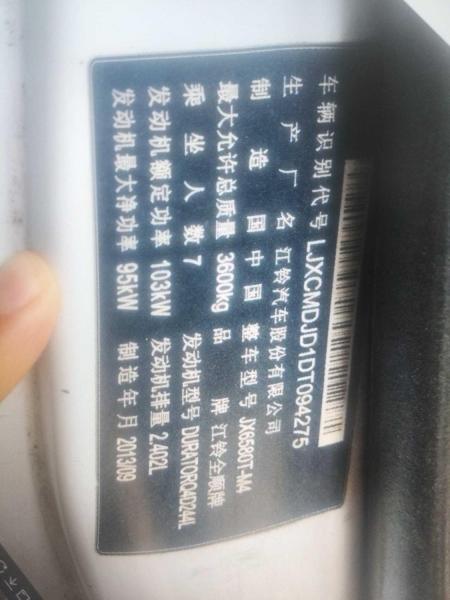 车辆识别代号 LJXCMDJD1DT094275
生产厂名 江铃汽车股份有限公司
制造国 中国 整车型号 JX6580T-M4
最大允许总质量 3600kg 品牌 江铃全顺牌
乘坐人数 7 发动机型号 DURATORQ4D244L
发动机额定功率 103kW 发动机排量 2.402L
发动机最大净功率 95kW 制造年月 2013/09